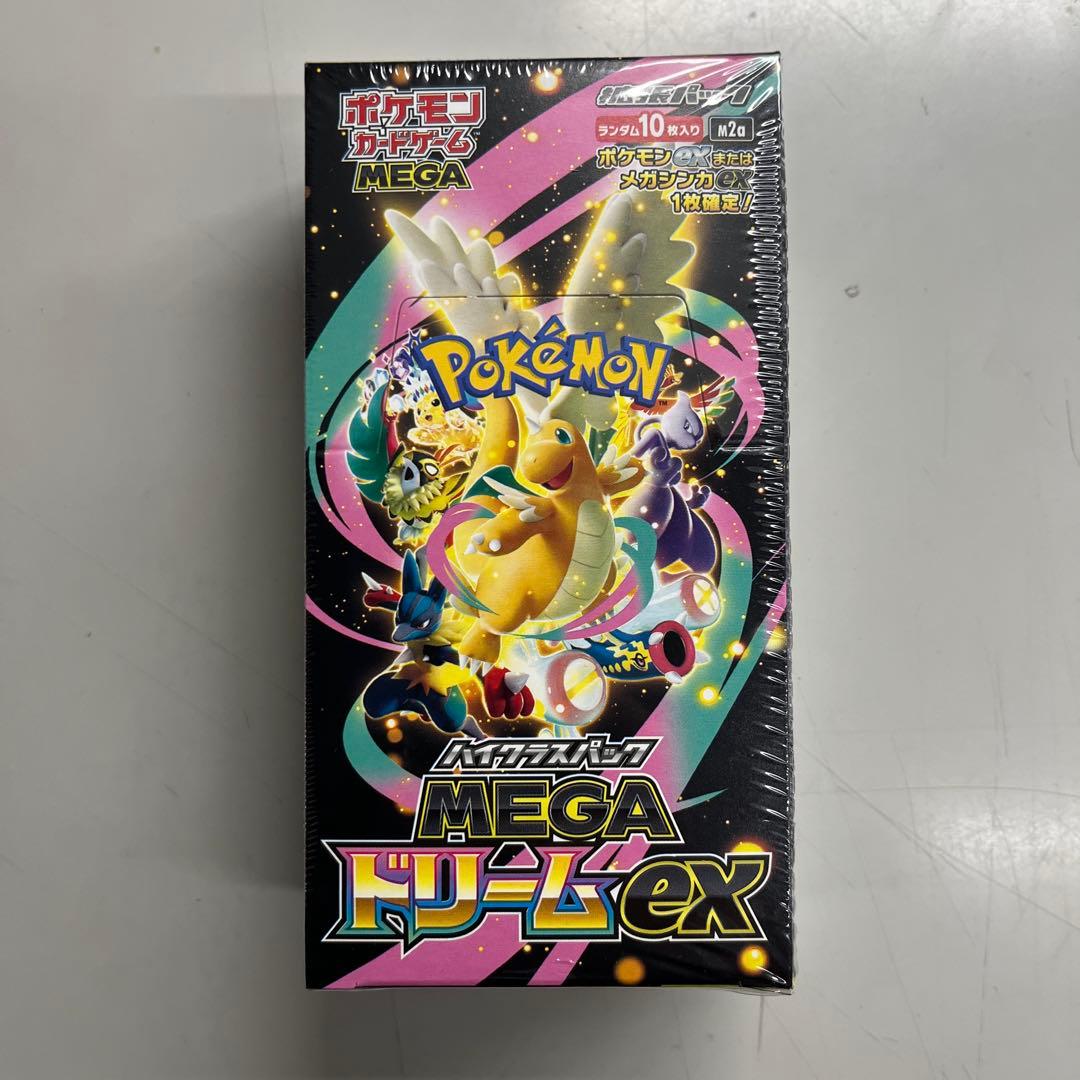 ポケモン
カードゲーム
MEGA
拡張パック
ランダム10枚入り
M2a
ポケモンexまたは
メガシンカex
1枚確定!
POKÉMON
TM
ハイクラスパック
MEGA
ドリームex